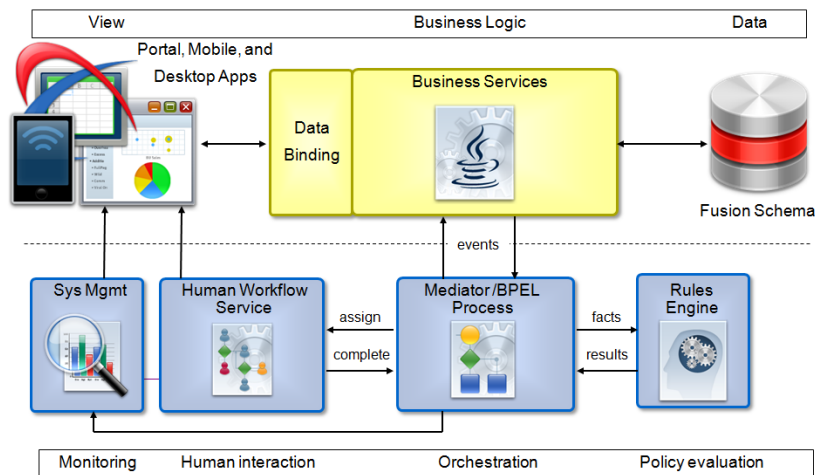 View
Business Logic
Data
Portal, Mobile, and
Desktop Apps
Data
Binding
Business Services
Fusion Schema
events
Sys Mgmt
Human Workflow
Service
assign
complete
Mediator/BPEL
Process
facts
results
Rules
Engine
Monitoring
Human interaction
Orchestration
Policy evaluation